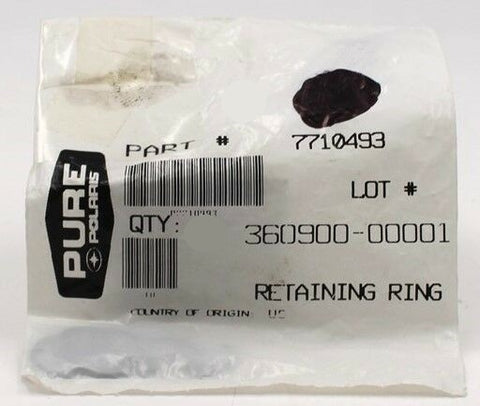 PART # 7710493
LOT #
QTY: 360900-00001
RETAINING RING
COUNTRY OF ORIGIN: US
PURE
POLARIS